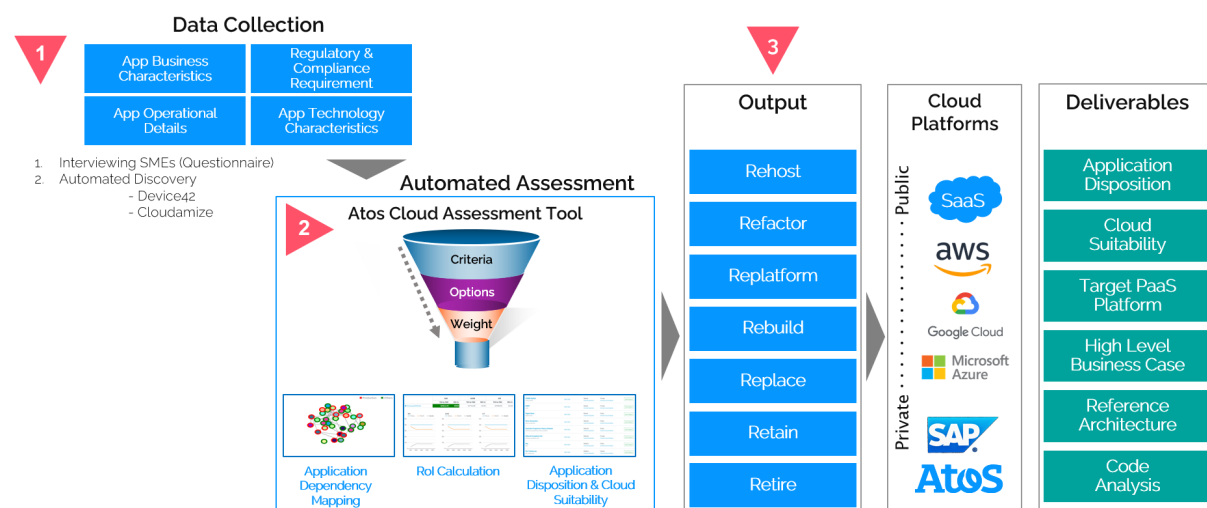 Data Collection
1
App Business
Characteristics
Regulatory &
Compliance
Requirement
App Operational
Details
App Technology
Characteristics
1. Interviewing SMEs (Questionnaire)
2. Automated Discovery
- Device42
- Cloudamize
Automated Assessment
2
Atos Cloud Assessment Tool
Criteria
Options
Weight
Application
Dependency
Mapping
RoI Calculation
Application
Disposition & Cloud
Suitability
3
Output
Rehost
Refactor
Replatform
Rebuild
Replace
Retain
Retire
Cloud
Platforms
Public
Private
SaaS
aws
Google Cloud
Microsoft
Azure
SAP
Atos
Deliverables
Application
Disposition
Cloud
Suitability
Target PaaS
Platform
High Level
Business Case
Reference
Architecture
Code
Analysis